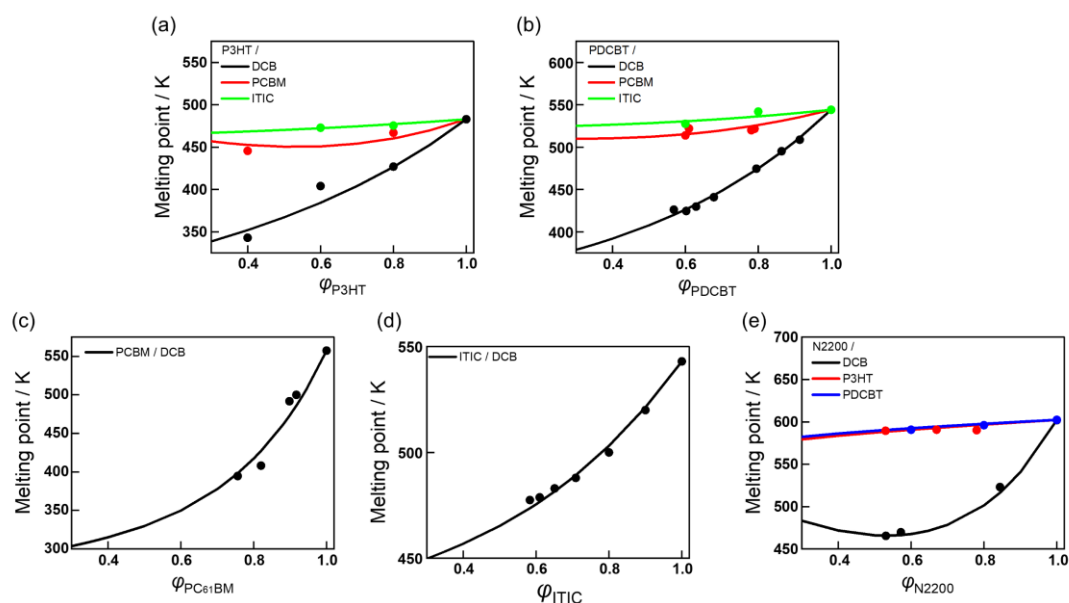 (a)
P3HT /
DCB
PCBM
ITIC
550
500
450
400
350
Melting point / K
0.4 0.6 0.8 1.0
φP3HT
(b)
PDCBT /
DCB
PCBM
ITIC
600
550
500
450
400
Melting point / K
0.4 0.6 0.8 1.0
φPDCBT
(c)
PCBM / DCB
550
500
450
400
350
300
Melting point / K
0.4 0.6 0.8 1.0
φPC61BM
(d)
ITIC / DCB
550
500
450
Melting point / K
0.4 0.6 0.8 1.0
φITIC
(e)
N2200 /
DCB
P3HT
PDCBT
700
650
600
550
500
450
Melting point / K
0.4 0.6 0.8 1.0
φN2200